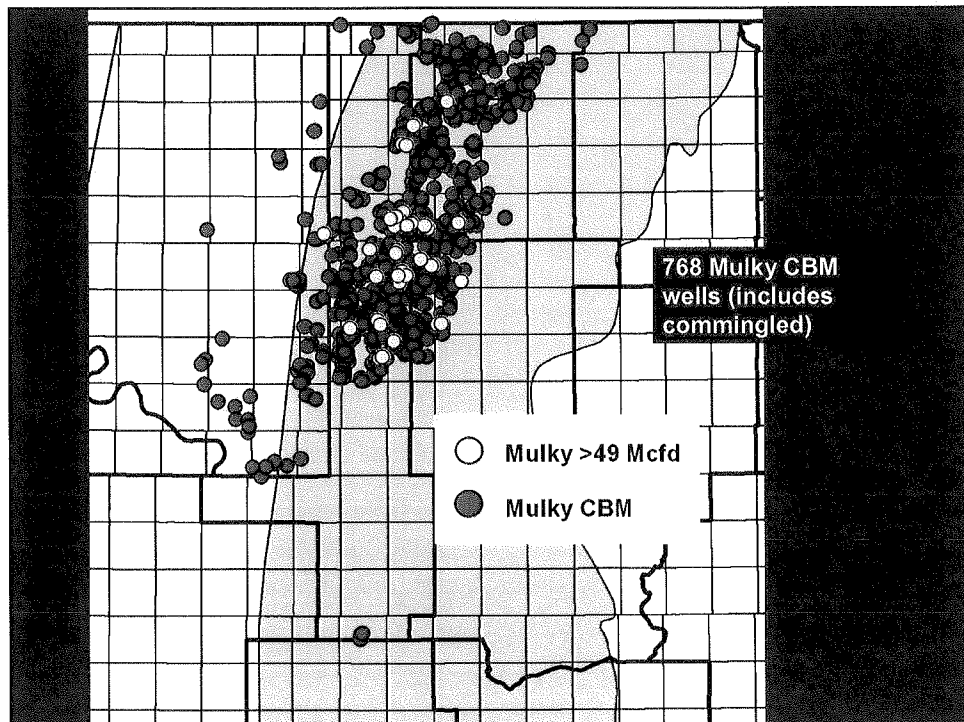 768 Mulky CBM
wells (includes
commingled)
Mulky >49 Mcfd
Mulky CBM